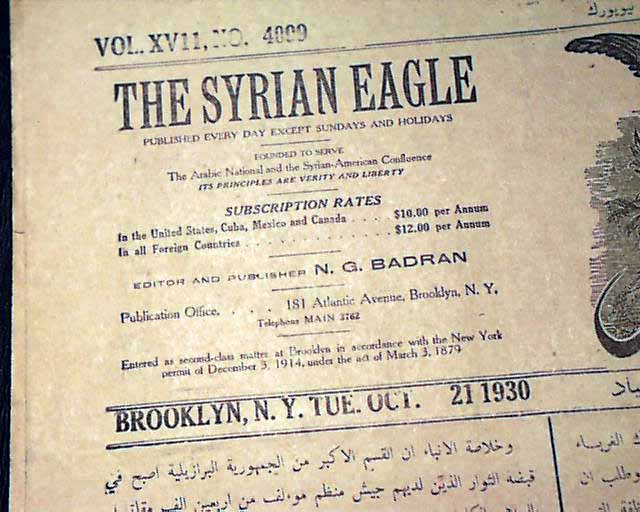 نيويورك
VOL. XV11, NO. 4099
THE SYRIAN EAGLE
PUBLISHED EVERY DAY EXCEPT SUNDAYS AND HOLIDAYS
FOUNDED TO SERVE
The Arabic National and the Syrian-American Confluence
ITS PRINCIPLES ARE VERITY AND LIBERTY
SUBSCRIPTION RATES
In the United States, Cuba, Mexico and Canada . . . . $10.00 per Annum
In all Foreign Countries . . . . . . . . . . . . $12.00 per Annum
EDITOR AND PUBLISHER N. G. BADRAN
Publication Office, . . . 181 Atlantic Avenue, Brooklyn, N. Y,
Telephone MAIN 3762
Entered as second-class matter at Brooklyn in accordance with the New York
permit of December 3, 1914, under the act of March 3, 1879
BROOKLYN, N. Y. TUE. OCT. 21 1930
وخلاصة الانباء ان القسم الاكبر من الجمهورية البرازيلية اصبح في
قبضة الثوار الذين لديهم جيش منظم مولف من اربعين الف